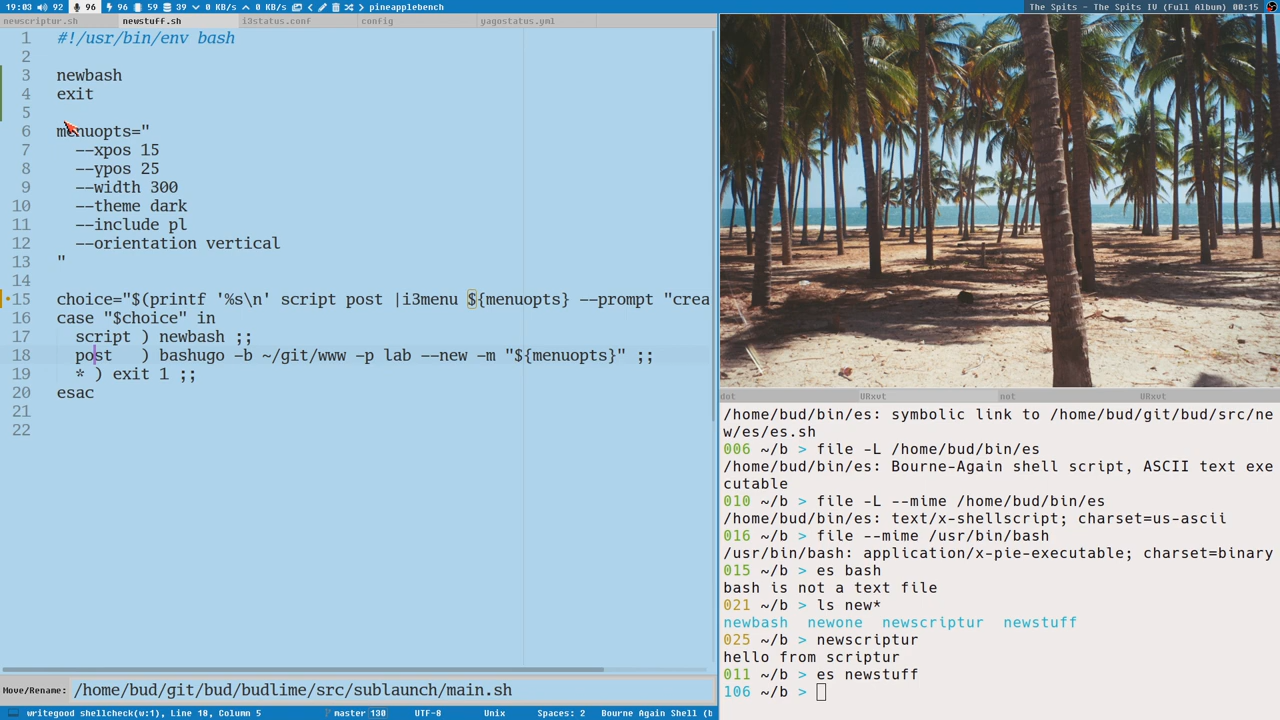 19:03 92 96 96 59 39 0 KB/s 0 KB/s pineapplebench
The Spits - The Spits IV (Full Album) 00:15
newscriptur.sh newstuff.sh i3status.conf config yagostatus.yml
1 #!/usr/bin/env bash
2
3 newbash
4 exit
5
6 menuopts="
7 --xpos 15
8 --ypos 25
9 --width 300
10 --theme dark
11 --include pl
12 --orientation vertical
13 "
14
15 choice="$(printf '%s\n' script post |i3menu ${menuopts} --prompt "crea
16 case "$choice" in
17 script ) newbash ;;
18 post ) bashugo -b ~/git/www -p lab --new -m "${menuopts}" ;;
19 * ) exit 1 ;;
20 esac
21
22
Move/Rename: /home/bud/git/bud/budlime/src/sublaunch/main.sh
writegood shellcheck(w:1), Line 18, Column 5 master 130 UTF-8 Unix Spaces: 2 Bourne Again Shell (b
dot URxvt not URxvt
/home/bud/bin/es: symbolic link to /home/bud/git/bud/src/ne
w/es/es.sh
006 ~/b > file -L /home/bud/bin/es
/home/bud/bin/es: Bourne-Again shell script, ASCII text exe
cutable
010 ~/b > file -L --mime /home/bud/bin/es
/home/bud/bin/es: text/x-shellscript; charset=us-ascii
016 ~/b > file --mime /usr/bin/bash
/usr/bin/bash: application/x-pie-executable; charset=binary
015 ~/b > es bash
bash is not a text file
021 ~/b > ls new*
newbash newone newscriptur newstuff
025 ~/b > newscriptur
hello from scriptur
011 ~/b > es newstuff
106 ~/b >